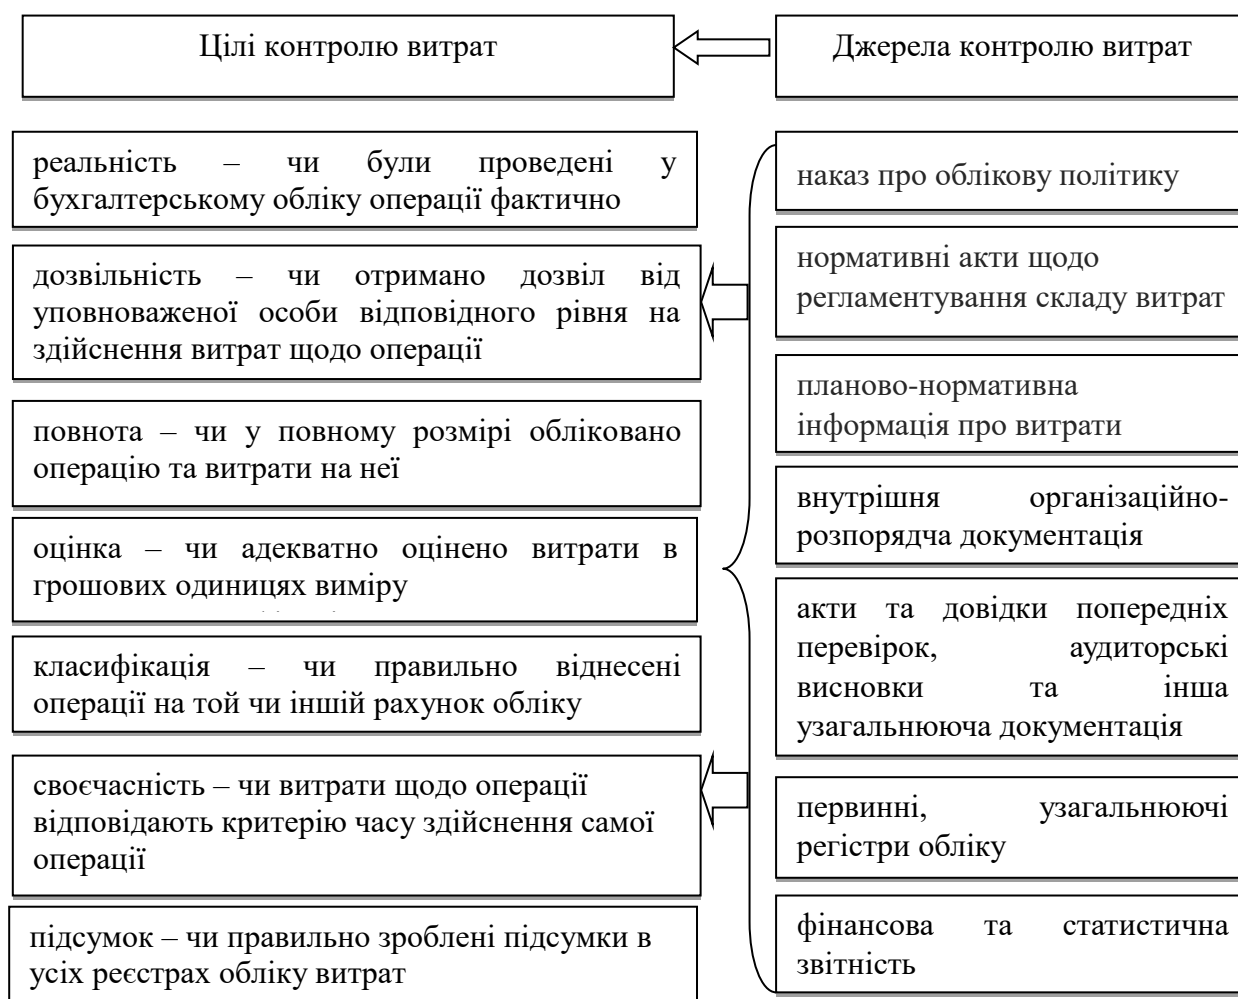 Цілі контролю витрат
Джерела контролю витрат
реальність – чи були проведені у
бухгалтерському обліку операції фактично
дозвільність – чи отримано дозвіл від
уповноваженої особи відповідного рівня на
здійснення витрат щодо операції
повнота – чи у повному розмірі обліковано
операцію та витрати на неї
оцінка – чи адекватно оцінено витрати в
грошових одиницях виміру
класифікація – чи правильно віднесені
операції на той чи іншій рахунок обліку
своєчасність – чи витрати щодо операції
відповідають критерію часу здійснення самої
операції
підсумок – чи правильно зроблені підсумки в
усіх реєстрах обліку витрат
наказ про облікову політику
нормативні акти щодо
регламентування складу витрат
планово-нормативна
інформація про витрати
внутрішня організаційно-
розпорядча документація
акти та довідки попередніх
перевірок, аудиторські
висновки та інша
узагальнююча документація
первинні, узагальнюючі
регістри обліку
фінансова та статистична
звітність